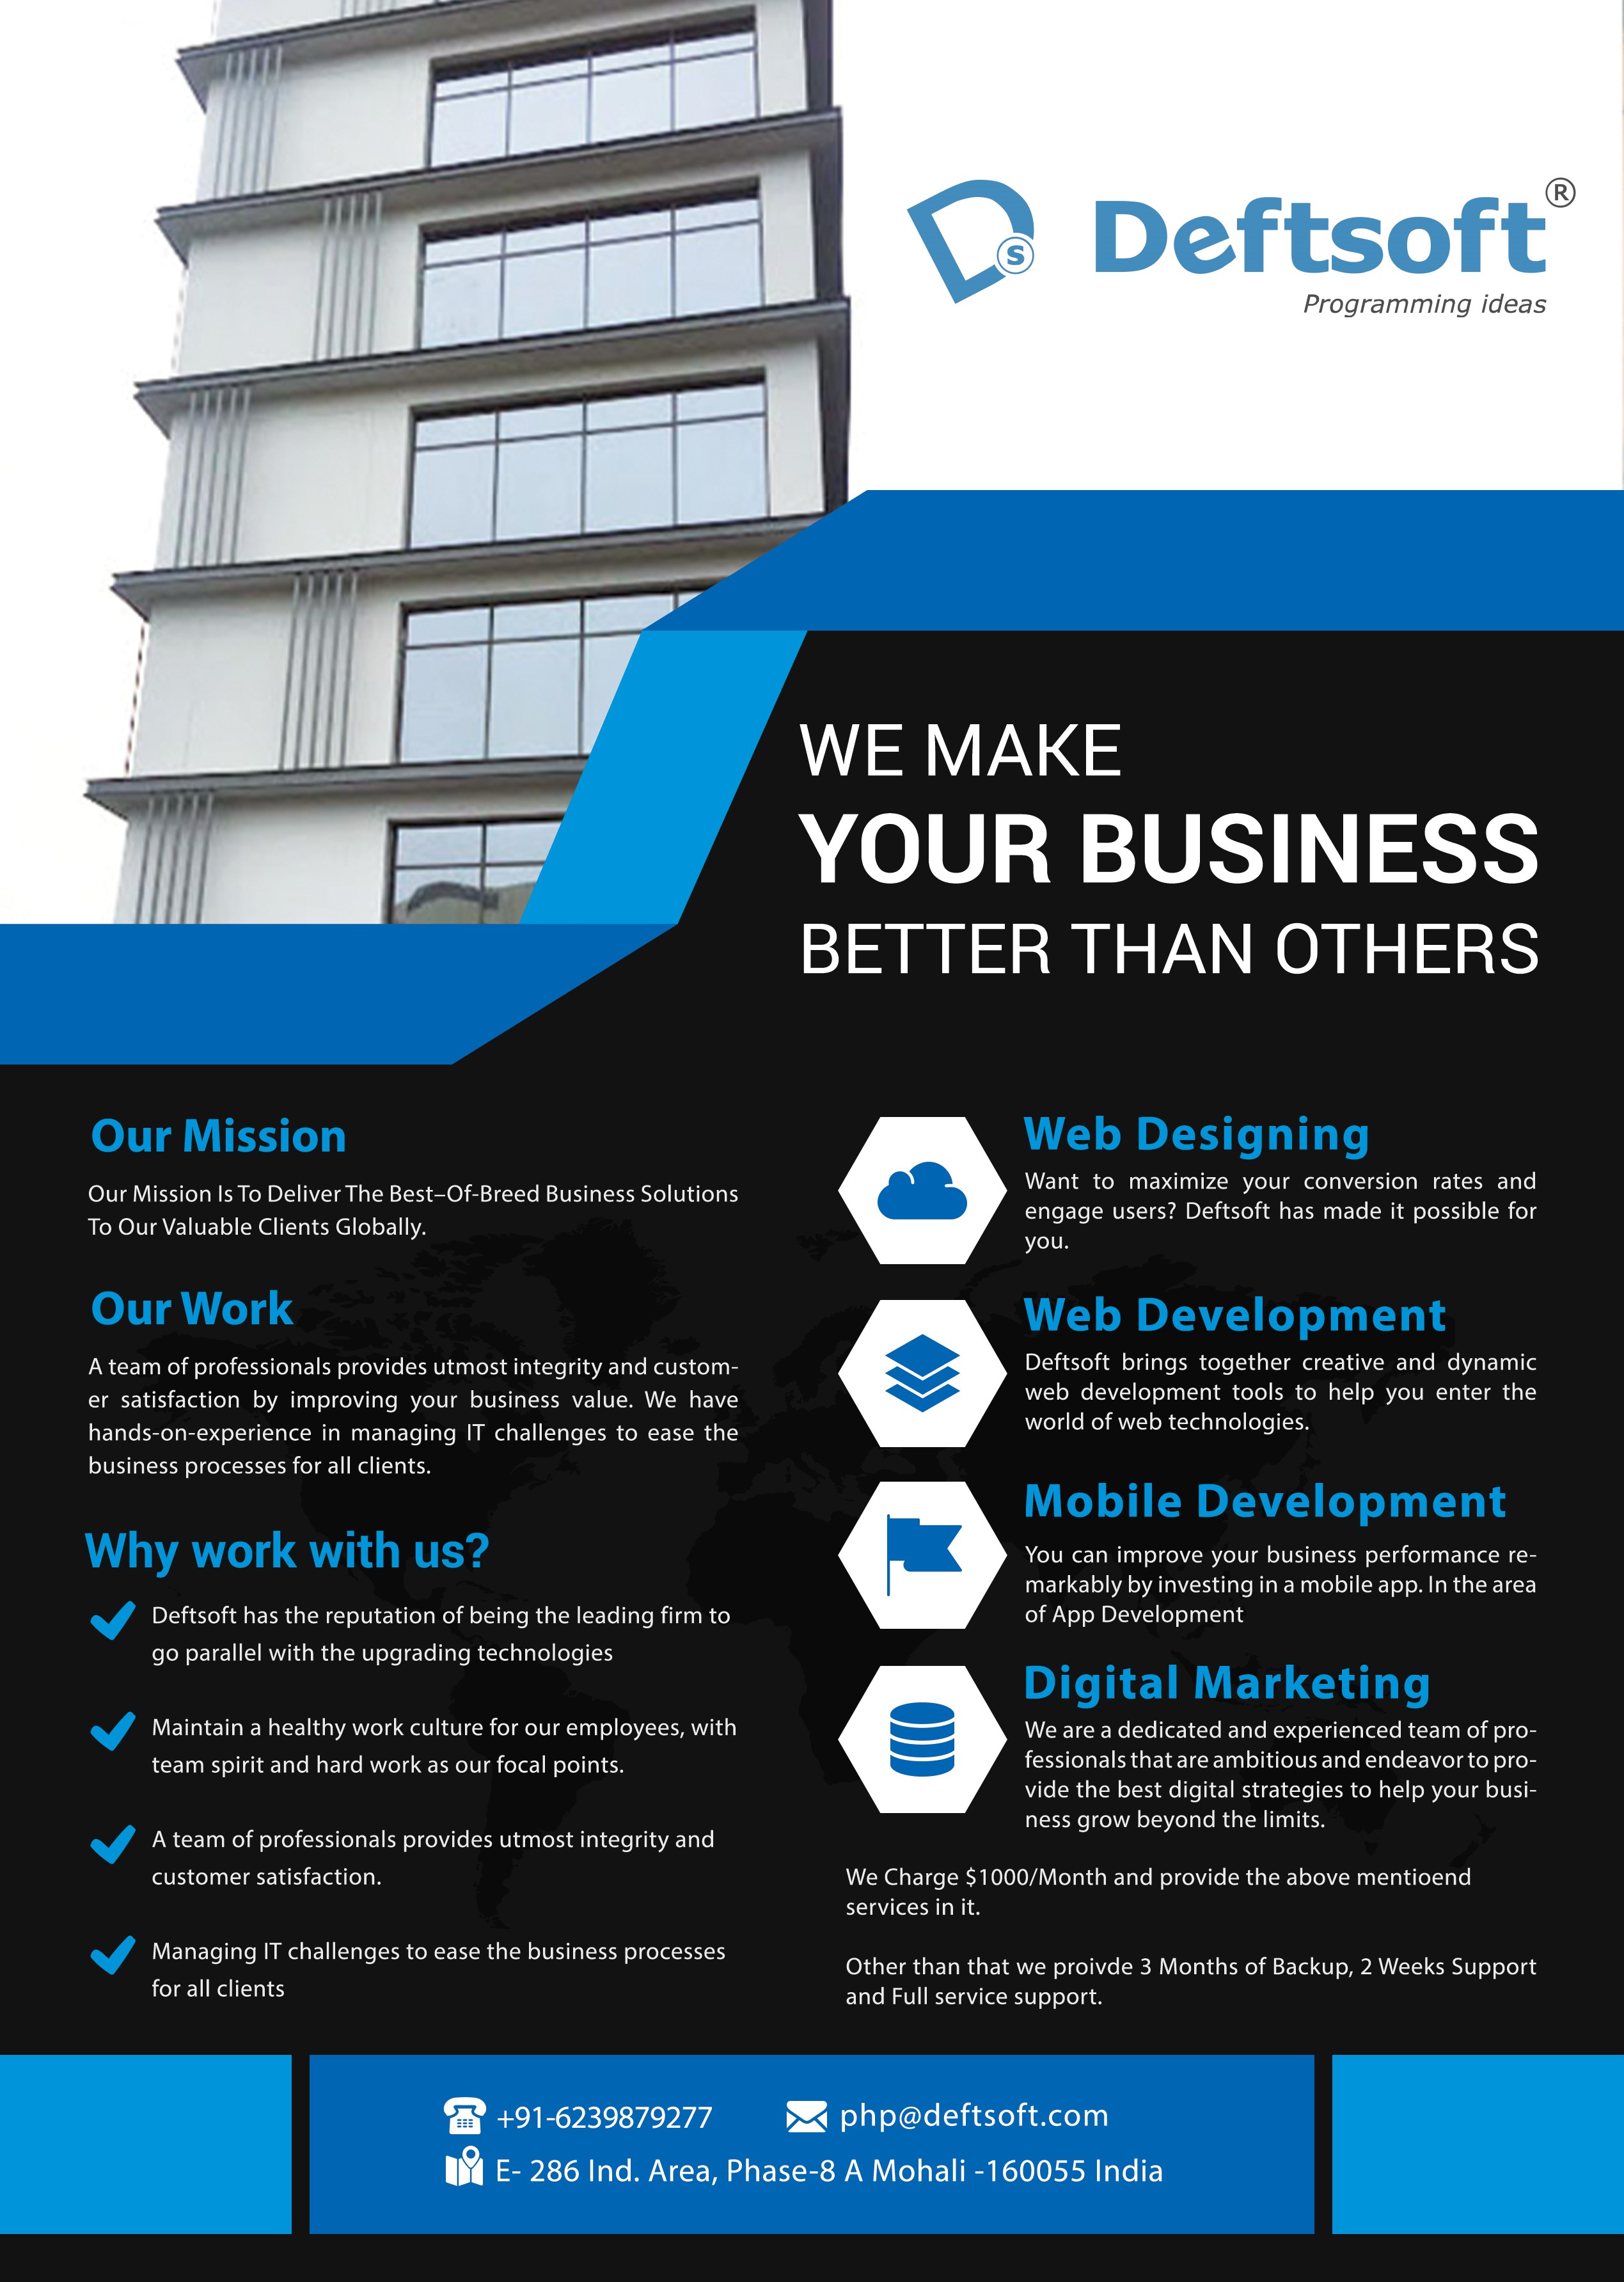 S
Deftsoft®
Programming ideas
WE MAKE
YOUR BUSINESS
BETTER THAN OTHERS
Our Mission
Our Mission Is To Deliver The Best–Of-Breed Business Solutions
To Our Valuable Clients Globally.
Our Work
A team of professionals provides utmost integrity and custom-
er satisfaction by improving your business value. We have
hands-on-experience in managing IT challenges to ease the
business processes for all clients.
Why work with us?
Deftsoft has the reputation of being the leading firm to
go parallel with the upgrading technologies
Maintain a healthy work culture for our employees, with
team spirit and hard work as our focal points.
A team of professionals provides utmost integrity and
customer satisfaction.
Managing IT challenges to ease the business processes
for all clients
Web Designing
Want to maximize your conversion rates and
engage users? Deftsoft has made it possible for
you.
Web Development
Deftsoft brings together creative and dynamic
web development tools to help you enter the
world of web technologies.
Mobile Development
You can improve your business performance re-
markably by investing in a mobile app. In the area
of App Development
Digital Marketing
We are a dedicated and experienced team of pro-
fessionals that are ambitious and endeavor to pro-
vide the best digital strategies to help your busi-
ness grow beyond the limits.
We Charge $1000/Month and provide the above mentioend
services in it.
Other than that we proivde 3 Months of Backup, 2 Weeks Support
and Full service support.
+91-6239879277
php@deftsoft.com
E- 286 Ind. Area, Phase-8 A Mohali -160055 India